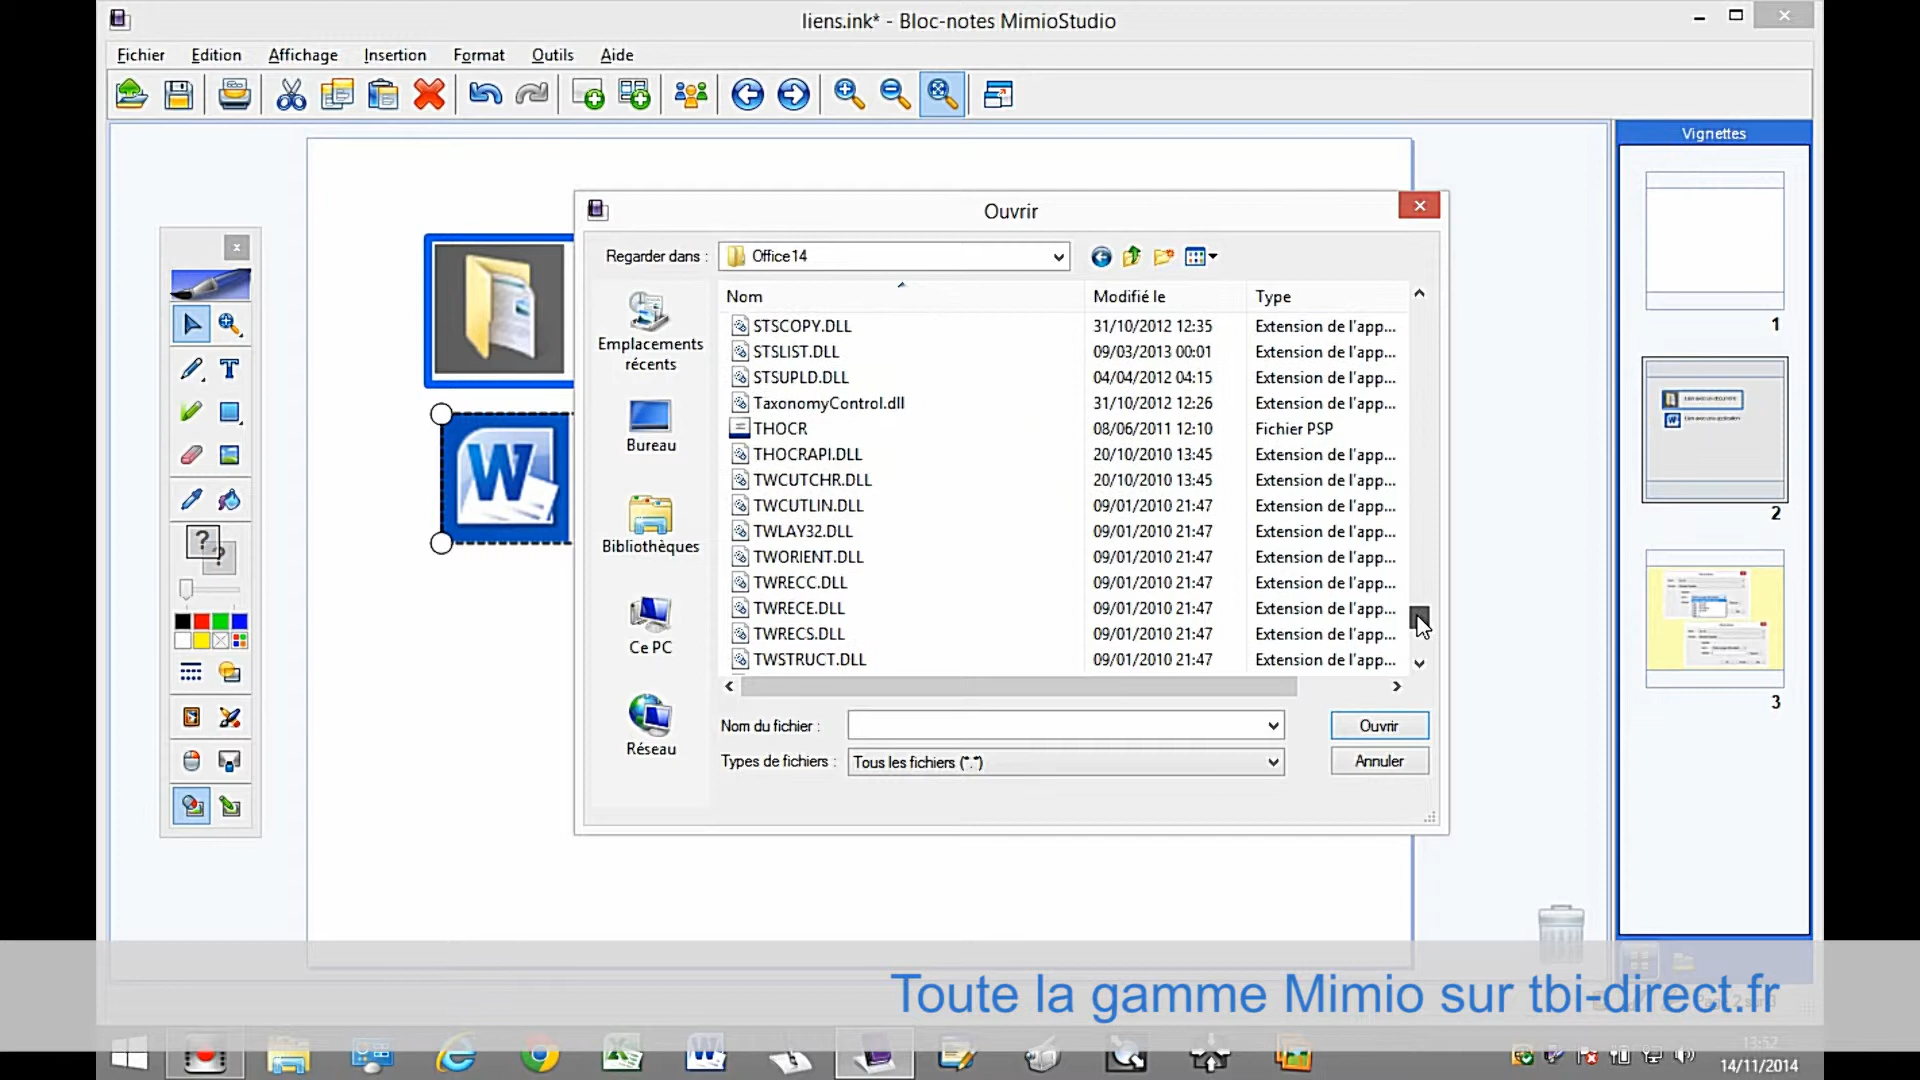 liens.ink* - Bloc-notes MimioStudio
Fichier Edition Affichage Insertion Format Outils Aide
Vignettes
1
2
3
Ouvrir
Regarder dans : Office14
Emplacements
récents
Bureau
Bibliothèques
Ce PC
Réseau
Nom Modifié le Type
STSCOPY.DLL 31/10/2012 12:35 Extension de l'app...
STSLIST.DLL 09/03/2013 00:01 Extension de l'app...
STSUPLD.DLL 04/04/2012 04:15 Extension de l'app...
TaxonomyControl.dll 31/10/2012 12:26 Extension de l'app...
THOCR 08/06/2011 12:10 Fichier PSP
THOCRAPI.DLL 20/10/2010 13:45 Extension de l'app...
TWCUTCHR.DLL 20/10/2010 13:45 Extension de l'app...
TWCUTLIN.DLL 09/01/2010 21:47 Extension de l'app...
TWLAY32.DLL 09/01/2010 21:47 Extension de l'app...
TWORIENT.DLL 09/01/2010 21:47 Extension de l'app...
TWRECC.DLL 09/01/2010 21:47 Extension de l'app...
TWRECE.DLL 09/01/2010 21:47 Extension de l'app...
TWRECS.DLL 09/01/2010 21:47 Extension de l'app...
TWSTRUCT.DLL 09/01/2010 21:47 Extension de l'app...
Nom du fichier :
Ouvrir
Types de fichiers : Tous les fichiers (*.*)
Annuler
Toute la gamme Mimio sur tbi-direct.fr
13:52
14/11/2014